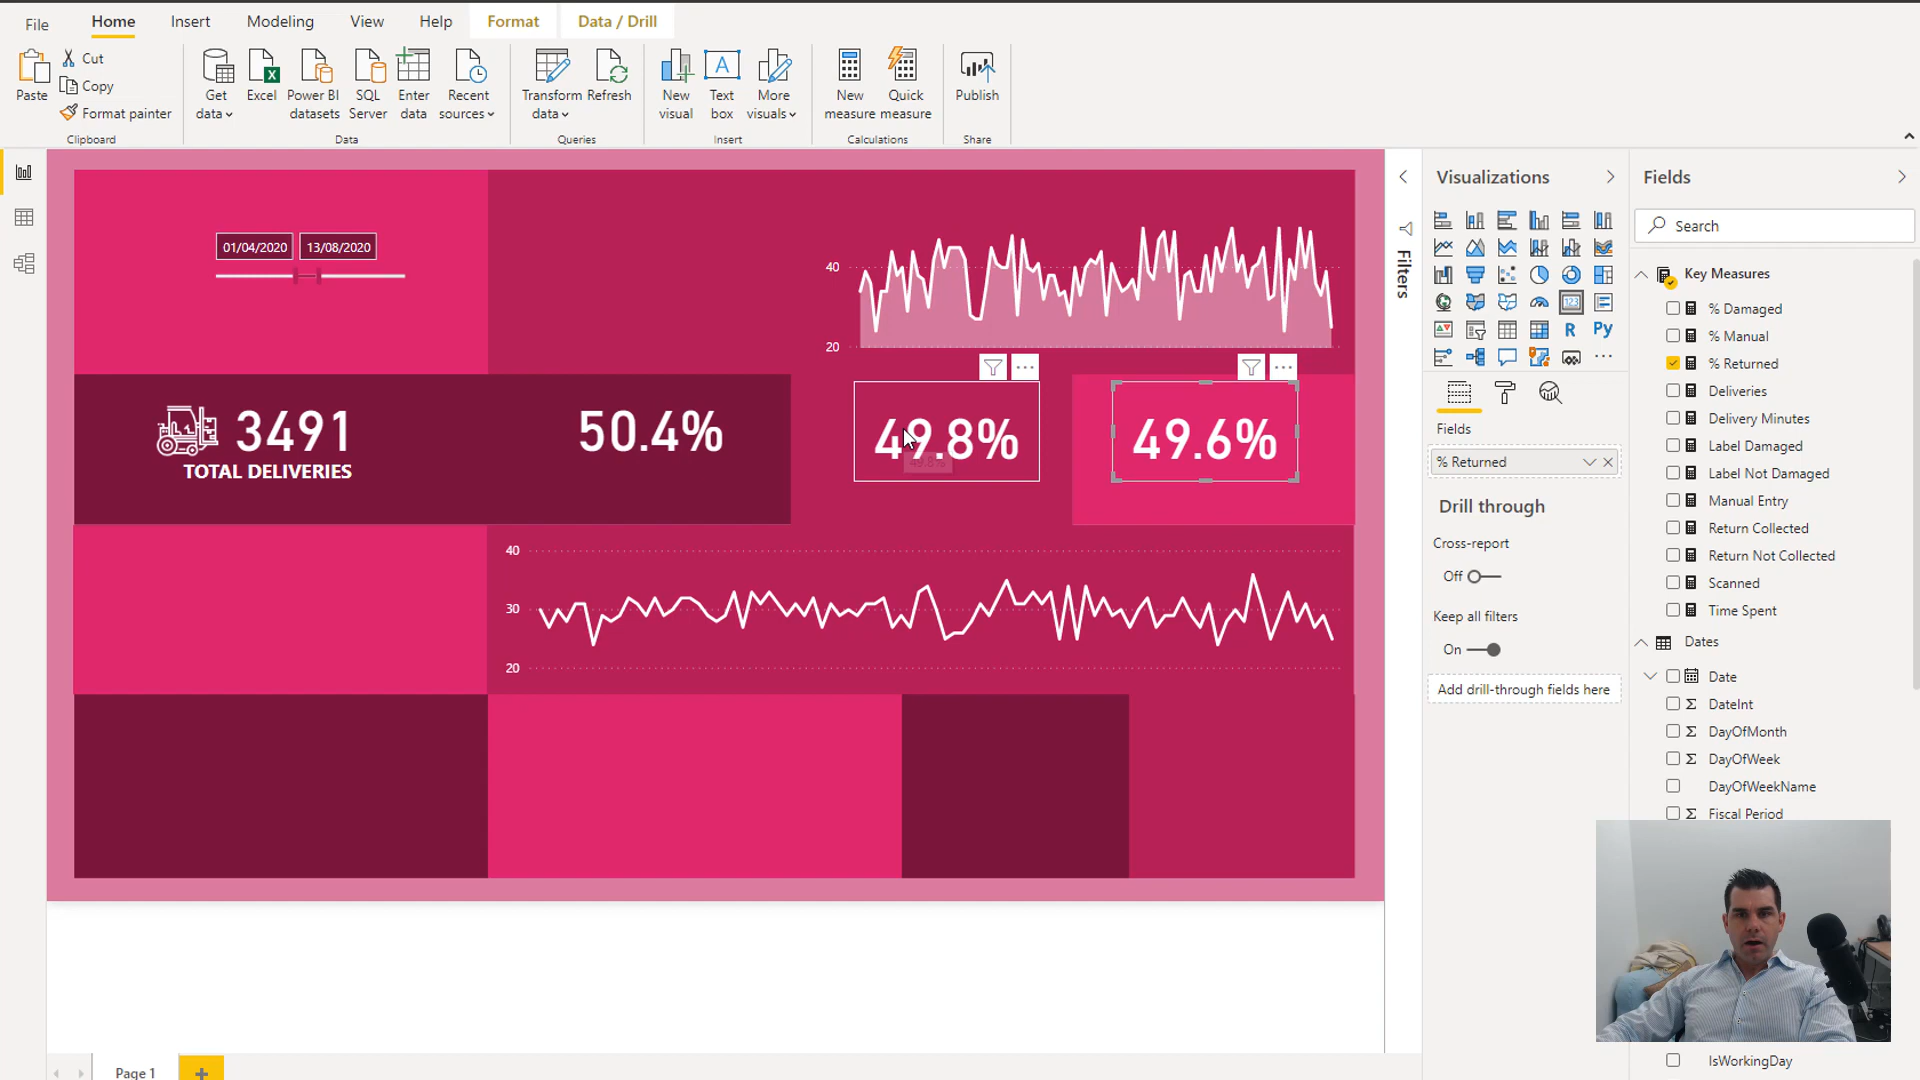 File
Home
Insert
Modeling
View
Help
Format
Data / Drill
Paste
Cut
Copy
Format painter
Clipboard
Get data
Excel
Power BI datasets
SQL Server
Enter data
Recent sources
Data
Transform data
Refresh
Queries
New visual
Text box
More visuals
Insert
New measure
Quick measure
Calculations
Publish
Share
01/04/2020
13/08/2020
40
20
3491
TOTAL DELIVERIES
50.4%
49.8%
49.8%
49.6%
40
30
20
Page 1
Filters
Visualizations
R
Py
Fields
% Returned
Drill through
Cross-report
Off
Keep all filters
On
Add drill-through fields here
Fields
Search
Key Measures
% Damaged
% Manual
% Returned
Deliveries
Delivery Minutes
Label Damaged
Label Not Damaged
Manual Entry
Return Collected
Return Not Collected
Scanned
Time Spent
Dates
Date
DateInt
DayOfMonth
DayOfWeek
DayOfWeekName
Fiscal Period
IsWorkingDay